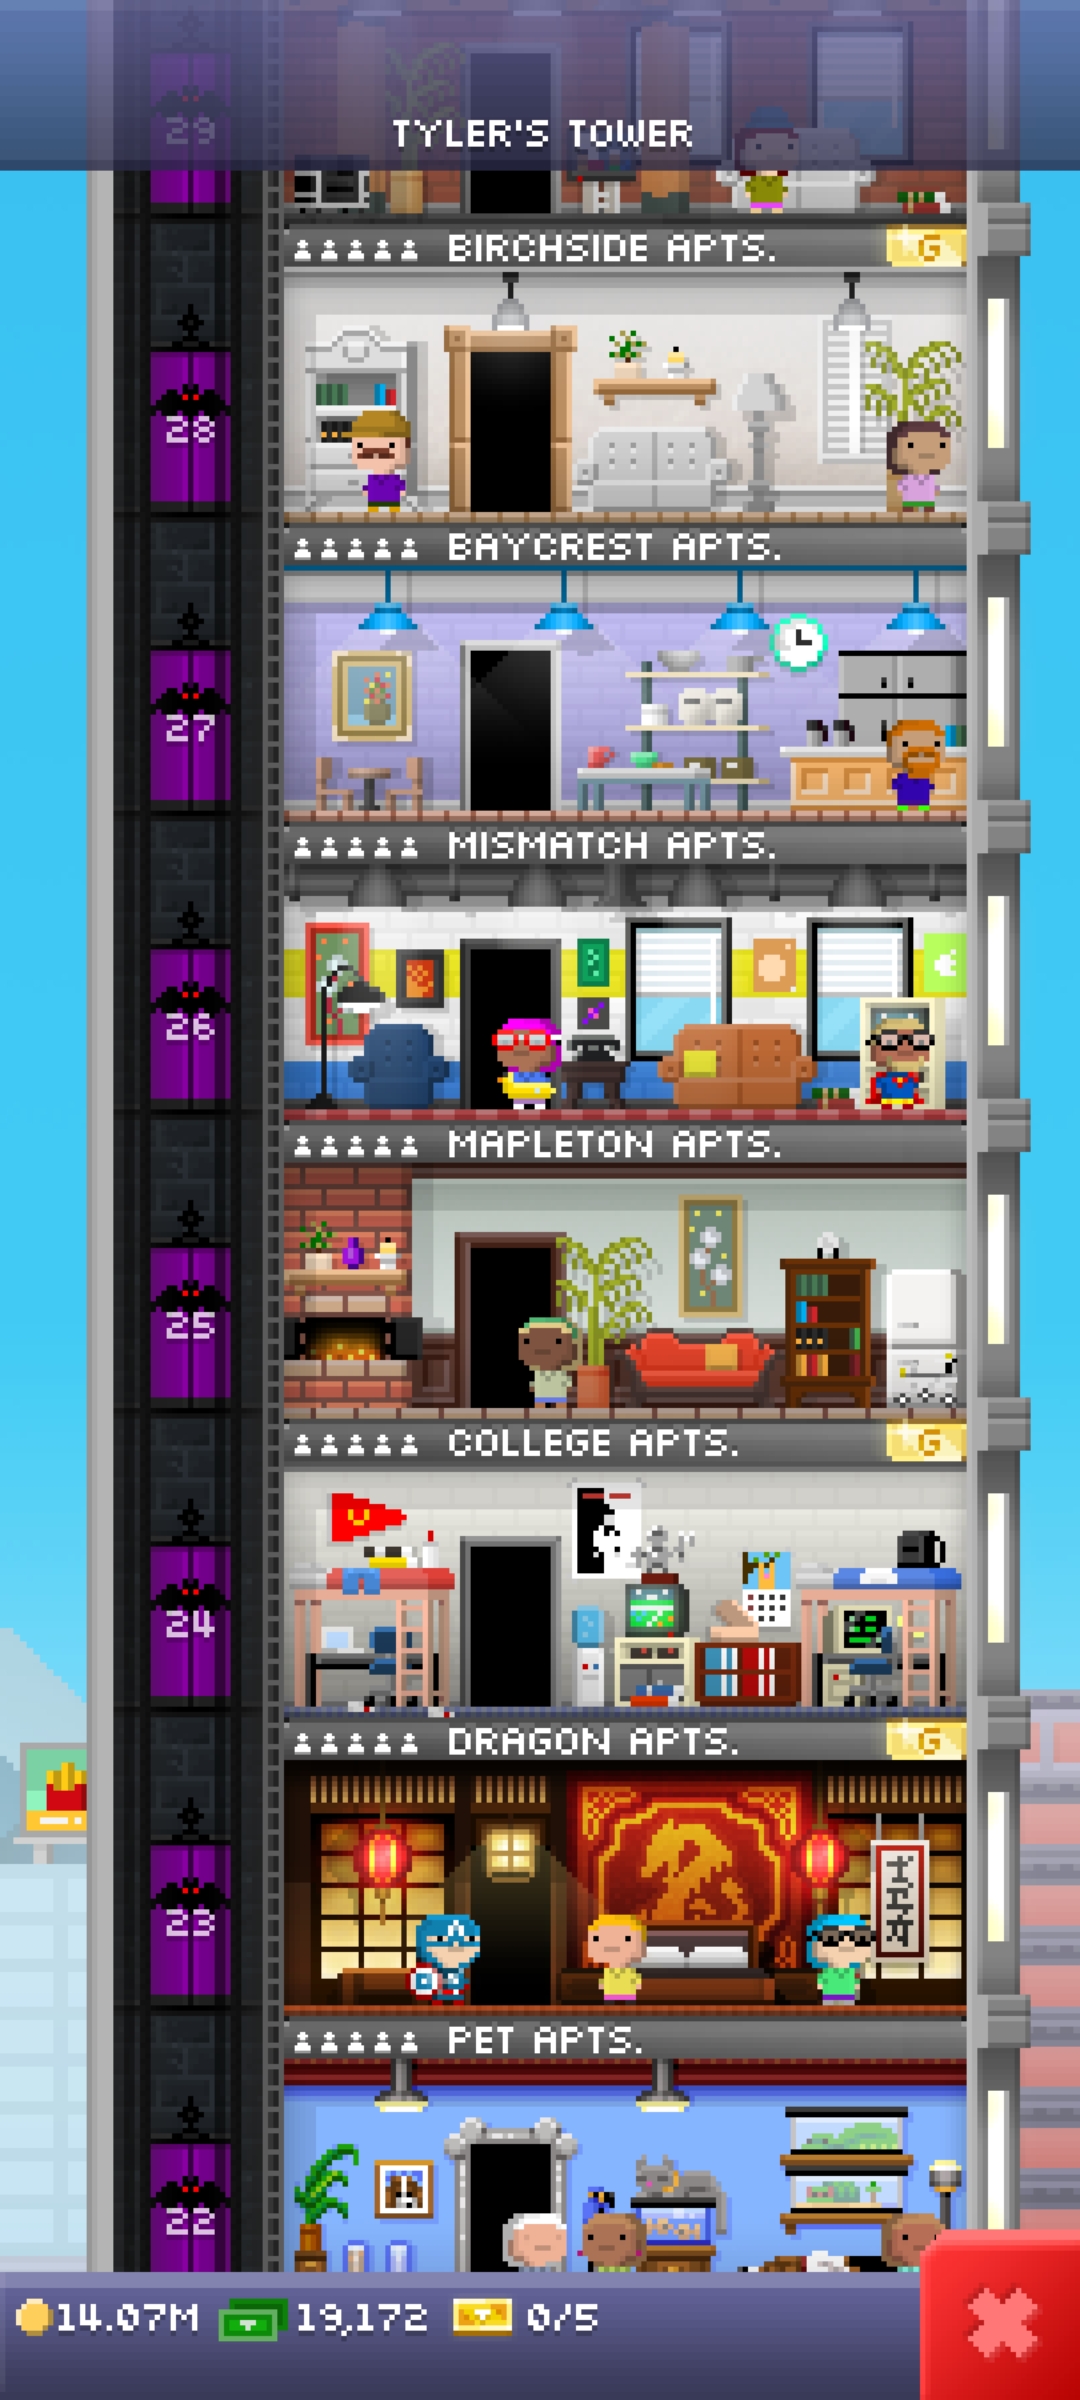 29
TYLER'S TOWER
BIRCHSIDE APTS. G
28
BAYCREST APTS.
27
MISMATCH APTS.
26
MAPLETON APTS.
25
COLLEGE APTS. G
24
DRAGON APTS. G
23
PET APTS.
22
14.07M 19,172 0/5